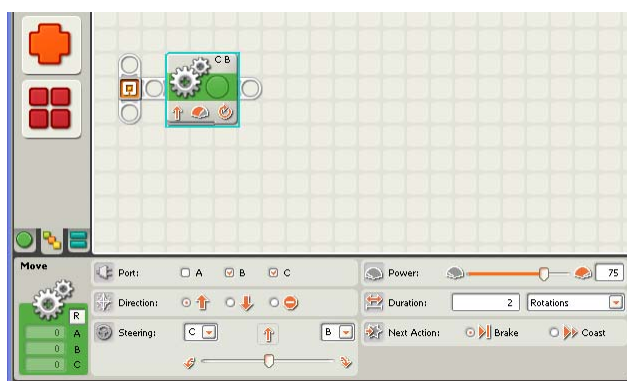 C B
Move
Port: A B C
Power: 75
R
Direction:
Duration: 2 Rotations
0 A
Steering: C B
Next Action: Brake Coast
0 B
0 C